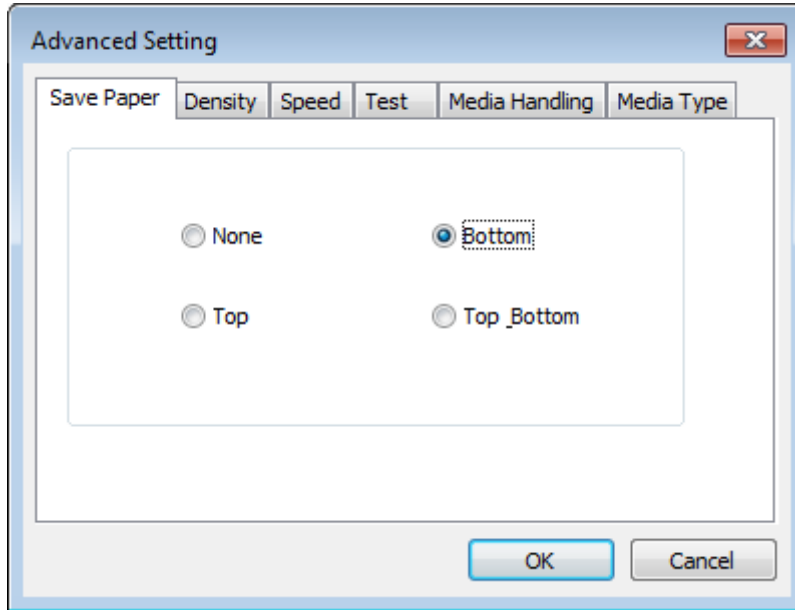 Advanced Setting
Save Paper Density Speed Test Media Handling Media Type
None Bottom
Top Top_Bottom
OK Cancel